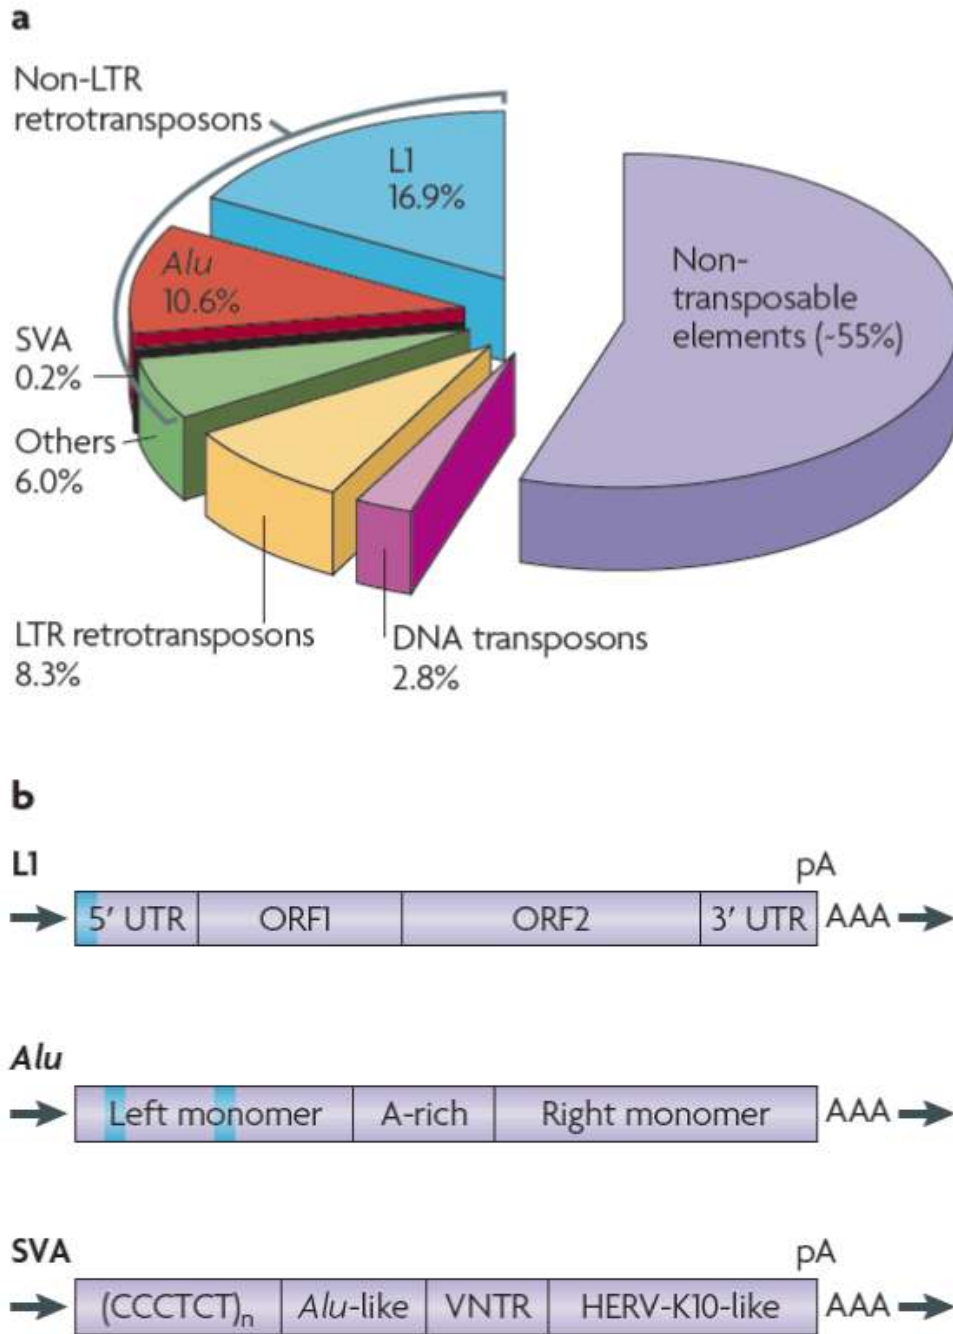 a
Non-LTR
retrotransposons
L1
16.9%
Alu
10.6%
SVA
0.2%
Others
6.0%
LTR retrotransposons
8.3%
DNA transposons
2.8%
Non-
transposable
elements (~55%)
b
L1
pA
5′ UTR ORF1 ORF2 3′ UTR AAA
Alu
Left monomer A-rich Right monomer AAA
SVA
pA
(CCCTCT)n Alu-like VNTR HERV-K10-like AAA